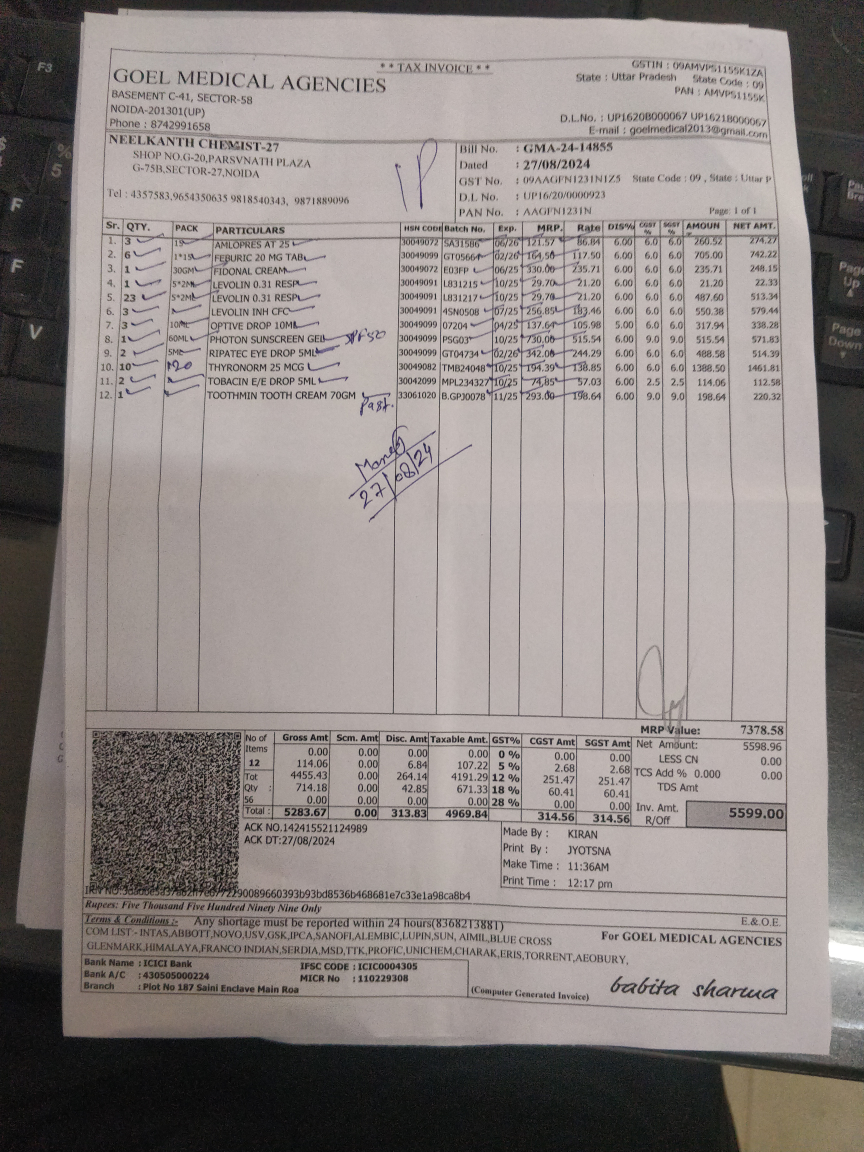 * * TAX INVOICE * *
GOEL MEDICAL AGENCIES
BASEMENT C-41, SECTOR-58
NOIDA-201301(UP)
Phone : 8742991658
GSTIN : 09AMVPS1155K1ZA
State : Uttar Pradesh State Code : 09
PAN : AMVPS1155K
D.L.No. : UP1620B000067 UP1621B000067
E-mail : goelmedical2013@gmail.com
NEELKANTH CHEMIST-27
SHOP NO.G-20,PARSVNATH PLAZA
G-75B,SECTOR-27,NOIDA
Tel : 4357583,9654350635 9818540343, 9871889096
Bill No. : GMA-24-14855
Dated : 27/08/2024
GST No. : 09AAGFN1231N1Z5 State Code : 09 , State : Uttar P
D.L No. : UP16/20/0000923
PAN No. : AAGFN1231N Page: 1 of 1
Sr. QTY. PACK PARTICULARS HSN CODE Batch No. Exp. MRP. Rate DIS% CGST % SGST % AMOUN NET AMT.
1. 3 AMLOPRES AT 25 30049072 SA31586 06/26 121.57 86.84 6.00 6.0 6.0 260.52 274.27
2. 6 FEBURIC 20 MG TAB 30049099 GT05664 02/26 164.50 117.50 6.00 6.0 6.0 705.00 742.22
3. 1 30GM FIDONAL CREAM 30049072 E03FP 06/25 330.00 235.71 6.00 6.0 6.0 235.71 248.15
4. 1 5*2ML LEVOLIN 0.31 RESP 30049091 L831215 10/25 29.70 21.20 6.00 6.0 6.0 21.20 22.33
5. 23 5*2ML LEVOLIN 0.31 RESP 30049091 L831217 10/25 29.70 21.20 6.00 6.0 6.0 487.60 513.34
6. 3 LEVOLIN INH CFC 30049091 4SN0508 07/25 256.85 183.46 6.00 6.0 6.0 550.38 579.44
7. 3 10ML OPTIVE DROP 10ML 30049099 07204 04/25 137.64 105.98 5.00 6.0 6.0 317.94 338.28
8. 1 60ML PHOTON SUNSCREEN GEL SPF50 30049099 PSG03 10/25 730.00 515.54 6.00 9.0 9.0 515.54 571.83
9. 2 5ML RIPATEC EYE DROP 5ML 30049099 GT04734 02/26 342.00 244.29 6.00 6.0 6.0 488.58 514.39
10. 10 120 THYRONORM 25 MCG 30049082 TMB24048 10/25 194.39 138.85 6.00 6.0 6.0 1388.50 1461.81
11. 2 TOBACIN E/E DROP 5ML 30042099 MPL234327 10/25 74.85 57.03 6.00 2.5 2.5 114.06 112.58
12. 1 TOOTHMIN TOOTH CREAM 70GM 33061020 B.GPJ0078 11/25 293.00 198.64 6.00 9.0 9.0 198.64 220.32
Past.
27/08/24
MRP Value: 7378.58
No of Items 12 Tot Qty : 56
Gross Amt Scm. Amt Disc. Amt Taxable Amt. GST% CGST Amt SGST Amt
0.00 0.00 0.00 0.00 0 % 0.00 0.00
114.06 0.00 6.84 107.22 5 % 2.68 2.68
4455.43 0.00 264.14 4191.29 12 % 251.47 251.47
714.18 0.00 42.85 671.33 18 % 60.41 60.41
0.00 0.00 0.00 0.00 28 % 0.00 0.00
Total : 5283.67 0.00 313.83 4969.84 314.56 314.56
Net Amount: 5598.96
LESS CN 0.00
TCS Add % 0.000 0.00
TDS Amt
Inv. Amt. R/Off 5599.00
ACK NO.142415521124989
ACK DT:27/08/2024
Made By : KIRAN
Print By : JYOTSNA
Make Time : 11:36AM
Print Time : 12:17 pm
Rupees: Five Thousand Five Hundred Ninety Nine Only
Terms & Conditions :- Any shortage must be reported within 24 hours(8368213881) E.& O.E.
COM LIST - INTAS,ABBOTT,NOVO,USV,GSK,IPCA,SANOFI,ALEMBIC,LUPIN,SUN, AIMIL,BLUE CROSS
GLENMARK,HIMALAYA,FRANCO INDIAN,SERDIA,MSD,TTK,PROFIC,UNICHEM,CHARAK,ERIS,TORRENT,AEOBURY,
For GOEL MEDICAL AGENCIES
Bank Name : ICICI Bank IFSC CODE : ICIC0004305
Bank A/C : 430505000224 MICR No : 110229308
Branch : Plot No 187 Saini Enclave Main Roa
(Computer Generated Invoice)
babita sharma
F3
%
5
F
F
V
Page
Up
Page
Down